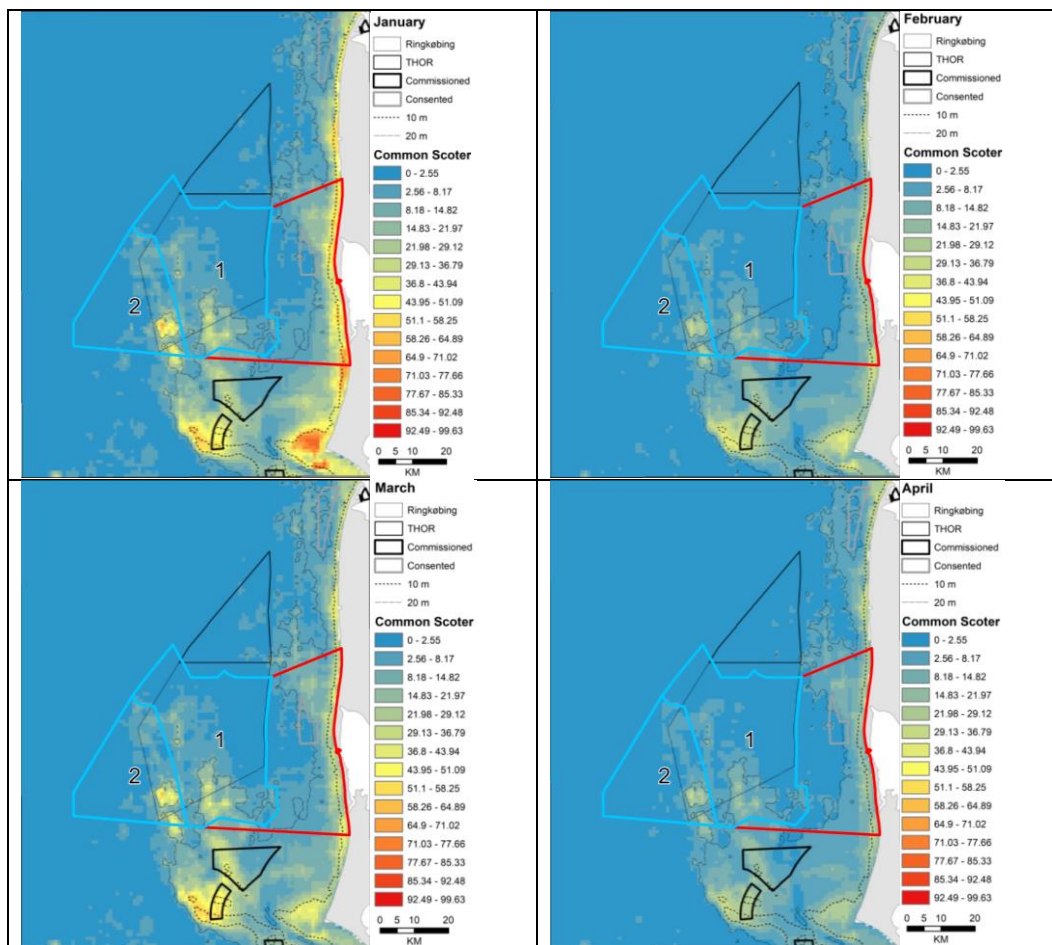 January
Ringkøbing
THOR
Commissioned
Consented
10 m
20 m
Common Scoter
0 - 2.55
2.56 - 8.17
8.18 - 14.82
14.83 - 21.97
21.98 - 29.12
29.13 - 36.79
36.8 - 43.94
43.95 - 51.09
51.1 - 58.25
58.26 - 64.89
64.9 - 71.02
71.03 - 77.66
77.67 - 85.33
85.34 - 92.48
92.49 - 99.63
0 5 10 20
KM
1
2
February
Ringkøbing
THOR
Commissioned
Consented
10 m
20 m
Common Scoter
0 - 2.55
2.56 - 8.17
8.18 - 14.82
14.83 - 21.97
21.98 - 29.12
29.13 - 36.79
36.8 - 43.94
43.95 - 51.09
51.1 - 58.25
58.26 - 64.89
64.9 - 71.02
71.03 - 77.66
77.67 - 85.33
85.34 - 92.48
92.49 - 99.63
0 5 10 20
KM
1
2
March
Ringkøbing
THOR
Commissioned
Consented
10 m
20 m
Common Scoter
0 - 2.55
2.56 - 8.17
8.18 - 14.82
14.83 - 21.97
21.98 - 29.12
29.13 - 36.79
36.8 - 43.94
43.95 - 51.09
51.1 - 58.25
58.26 - 64.89
64.9 - 71.02
71.03 - 77.66
77.67 - 85.33
85.34 - 92.48
92.49 - 99.63
0 5 10 20
KM
1
2
April
Ringkøbing
THOR
Commissioned
Consented
10 m
20 m
Common Scoter
0 - 2.55
2.56 - 8.17
8.18 - 14.82
14.83 - 21.97
21.98 - 29.12
29.13 - 36.79
36.8 - 43.94
43.95 - 51.09
51.1 - 58.25
58.26 - 64.89
64.9 - 71.02
71.03 - 77.66
77.67 - 85.33
85.34 - 92.48
92.49 - 99.63
0 5 10 20
KM
1
2